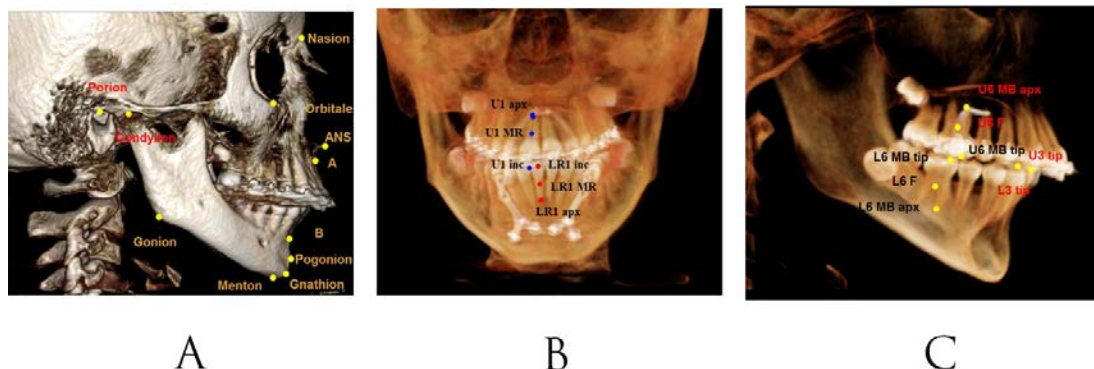 Nasion
Porion
Orbitale
Condylion
ANS
A
Gonion
B
Pogonion
Menton
Gnathion
U1 apx
U1 MR
U1 inc
LR1 inc
LR1 MR
LR1 apx
U6 MB apx
U6 F
U6 MB tip
L6 MB tip
U3 tip
L6 F
L3 tip
L6 MB apx
A
B
C